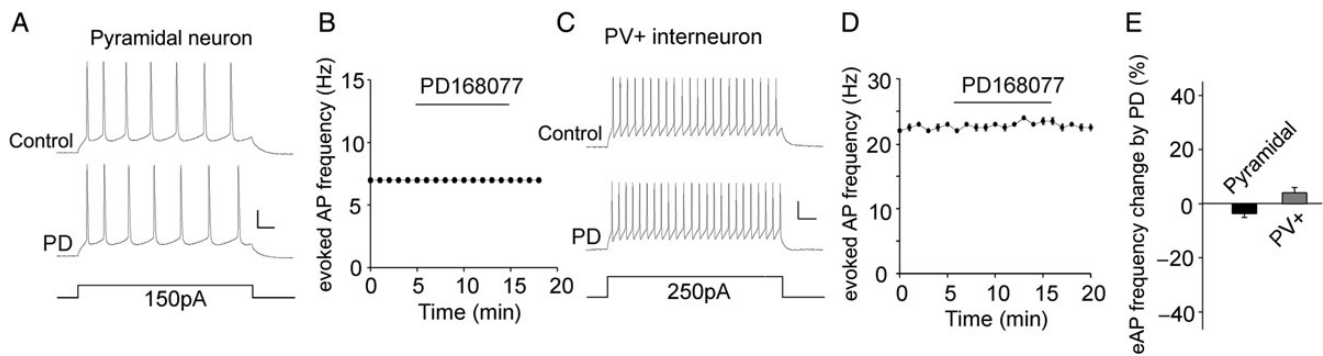 A
Pyramidal neuron
Control
PD
150pA
B
evoked AP frequency (Hz)
15
10
5
0
PD168077
0 5 10 15 20
Time (min)
C
PV+ interneuron
Control
PD
250pA
D
evoked AP frequency (Hz)
30
20
10
0
PD168077
0 5 10 15 20
Time (min)
E
eAP frequency change by PD (%)
40
20
0
−20
−40
Pyramidal
PV+